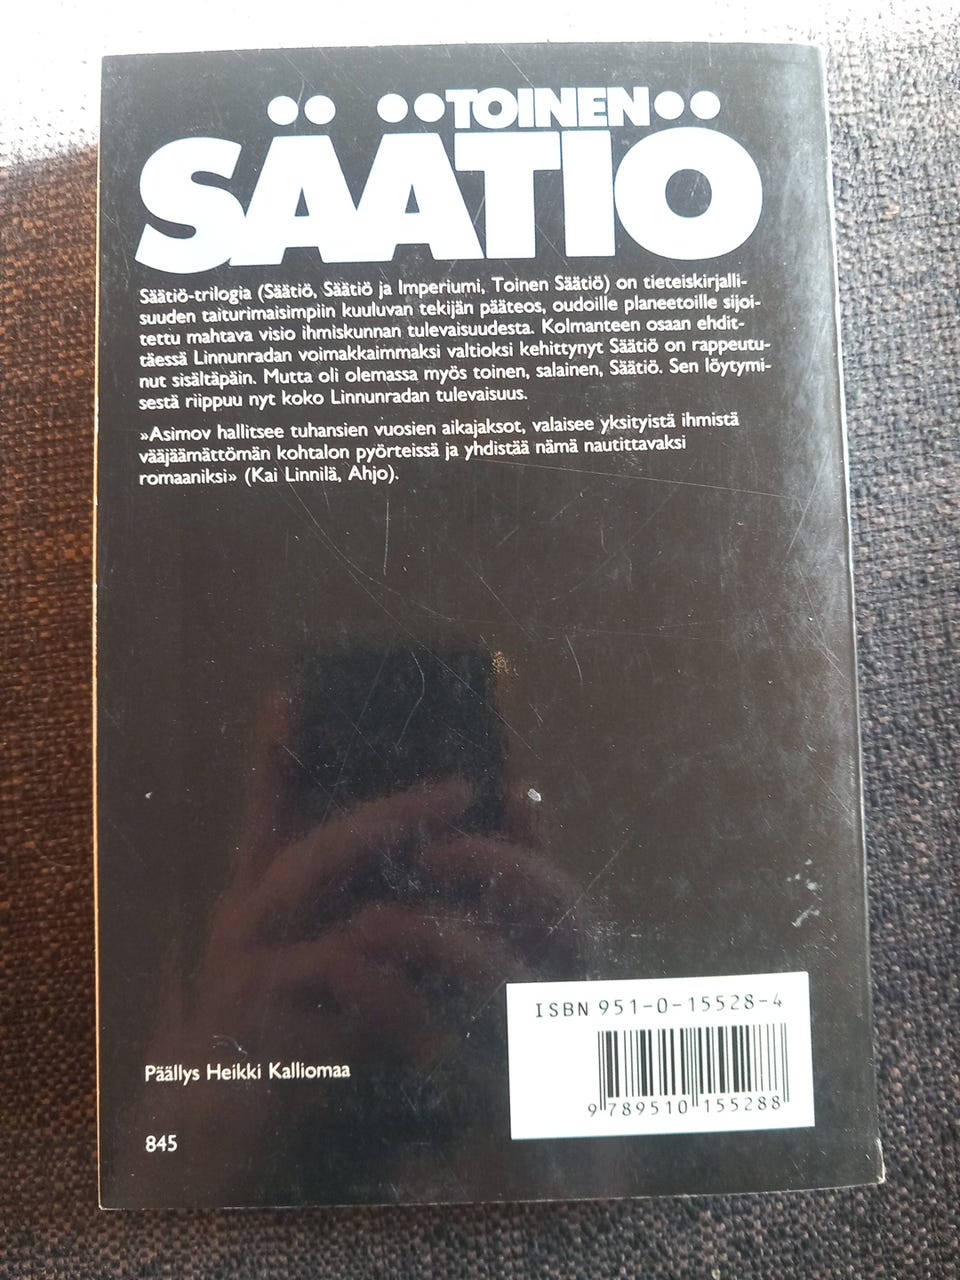 TOINEN
SÄÄTIÖ
Säätiö-trilogia (Säätiö, Säätiö ja Imperiumi, Toinen Säätiö) on tieteiskirjalli-
suuden taiturimaisimpiin kuuluvan tekijän pääteos, oudoille planeetoille sijoi-
tettu mahtava visio ihmiskunnan tulevaisuudesta. Kolmanteen osaan ehdit-
täessä Linnunradan voimakkaimmaksi valtioksi kehittynyt Säätiö on rappeutu-
nut sisältäpäin. Mutta oli olemassa myös toinen, salainen, Säätiö. Sen löytymi-
sestä riippuu nyt koko Linnunradan tulevaisuus.
»Asimov hallitsee tuhansien vuosien aikajaksot, valaisee yksityistä ihmistä
vääjäämättömän kohtalon pyörteissä ja yhdistää nämä nautittavaksi
romaaniksi» (Kai Linnilä, Ahjo).
ISBN 951-0-15528-4
9 789510 155288
Päällys Heikki Kalliomaa
845